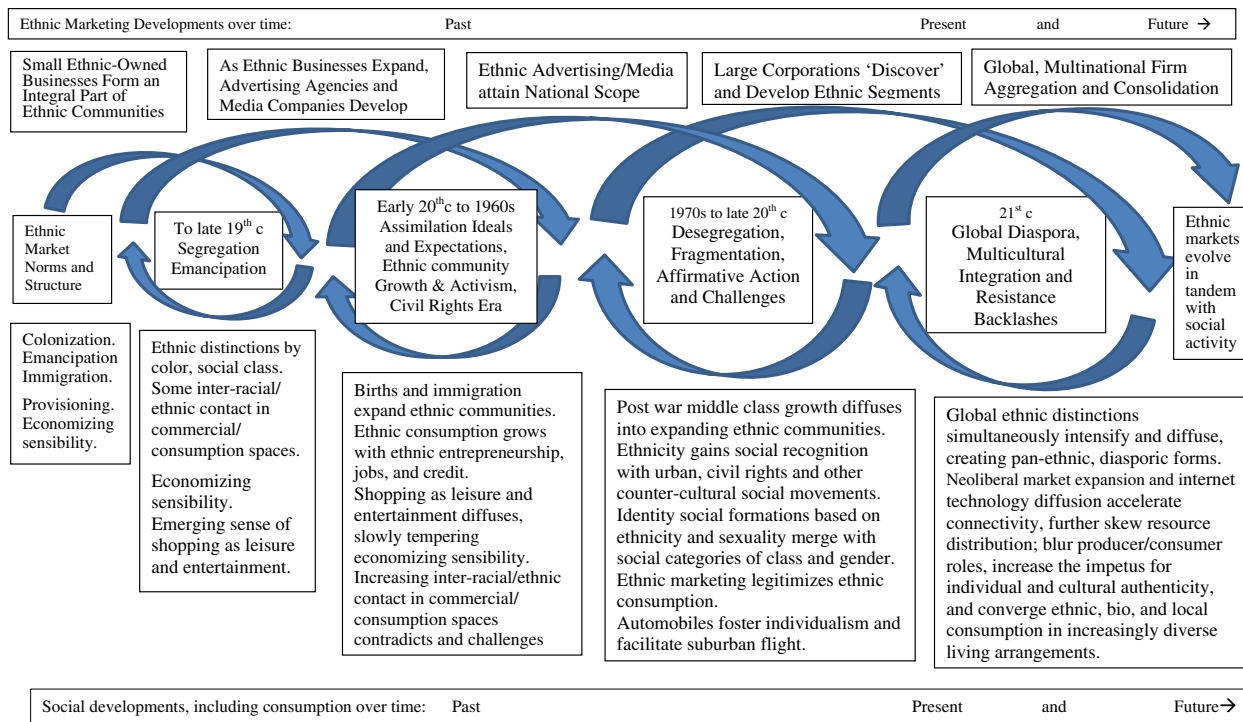 Ethnic Marketing Developments over time: Past Present and Future →
Small Ethnic-Owned
Businesses Form an
Integral Part of
Ethnic Communities
As Ethnic Businesses Expand,
Advertising Agencies and
Media Companies Develop
Ethnic Advertising/Media
attain National Scope
Large Corporations ‘Discover’
and Develop Ethnic Segments
Global, Multinational Firm
Aggregation and Consolidation
Ethnic
Market
Norms and
Structure
To late 19th c
Segregation
Emancipation
Early 20th c to 1960s
Assimilation Ideals
and Expectations,
Ethnic community
Growth & Activism,
Civil Rights Era
1970s to late 20th c
Desegregation,
Fragmentation,
Affirmative Action
and Challenges
21st c
Global Diaspora,
Multicultural
Integration and
Resistance
Backlashes
Ethnic
markets
evolve in
tandem
with
social
activity
Colonization.
Emancipation
Immigration.
Provisioning.
Economizing
sensibility.
Ethnic distinctions by
color, social class.
Some inter-racial/
ethnic contact in
commercial/
consumption spaces.
Economizing
sensibility.
Emerging sense of
shopping as leisure
and entertainment.
Births and immigration
expand ethnic communities.
Ethnic consumption grows
with ethnic entrepreneurship,
jobs, and credit.
Shopping as leisure and
entertainment diffuses,
slowly tempering
economizing sensibility.
Increasing inter-racial/ethnic
contact in commercial/
consumption spaces
contradicts and challenges
Post war middle class growth diffuses
into expanding ethnic communities.
Ethnicity gains social recognition
with urban, civil rights and other
counter-cultural social movements.
Identity social formations based on
ethnicity and sexuality merge with
social categories of class and gender.
Ethnic marketing legitimizes ethnic
consumption.
Automobiles foster individualism and
facilitate suburban flight.
Global ethnic distinctions
simultaneously intensify and diffuse,
creating pan-ethnic, diasporic forms.
Neoliberal market expansion and internet
technology diffusion accelerate
connectivity, further skew resource
distribution; blur producer/consumer
roles, increase the impetus for
individual and cultural authenticity,
and converge ethnic, bio, and local
consumption in increasingly diverse
living arrangements.
Social developments, including consumption over time: Past Present and Future→